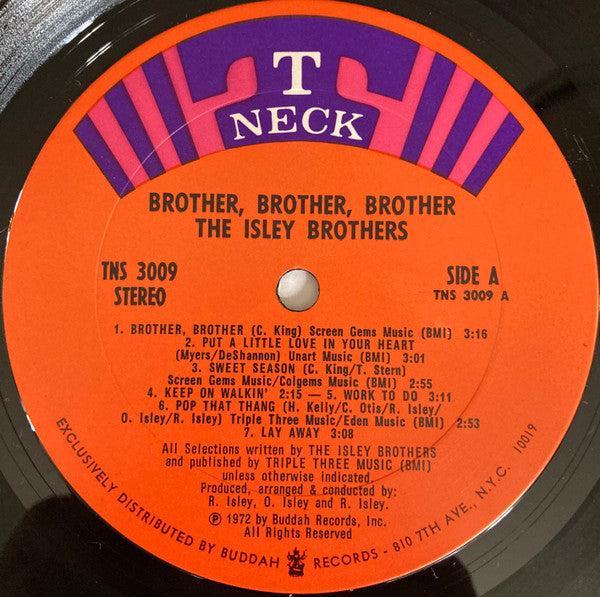 T
NECK
BROTHER, BROTHER, BROTHER
THE ISLEY BROTHERS
TNS 3009
STEREO
SIDE A
TNS 3009 A
1. BROTHER, BROTHER (C. King) Screen Gems Music (BMI) 3:16
2. PUT A LITTLE LOVE IN YOUR HEART
(Myers/DeShannon) Unart Music (BMI) 3:01
3. SWEET SEASON (C. King/T. Stern)
Screen Gems Music/Colgems Music (BMI) 2:55
4. KEEP ON WALKIN' 2:15 — 5. WORK TO DO 3:11
6. POP THAT THANG (H. Kelly/C. Otis/R. Isley/
O. Isley/R. Isley) Triple Three Music/Eden Music (BMI) 2:53
7. LAY AWAY 3:08
All Selections written by THE ISLEY BROTHERS
and published by TRIPLE THREE MUSIC (BMI)
unless otherwise indicated.
Produced, arranged & conducted by:
R. Isley, O. Isley and R. Isley.
℗ 1972 by Buddah Records, Inc.
All Rights Reserved
EXCLUSIVELY DISTRIBUTED BY BUDDAH RECORDS - 810 7TH AVE., N.Y.C. 10019